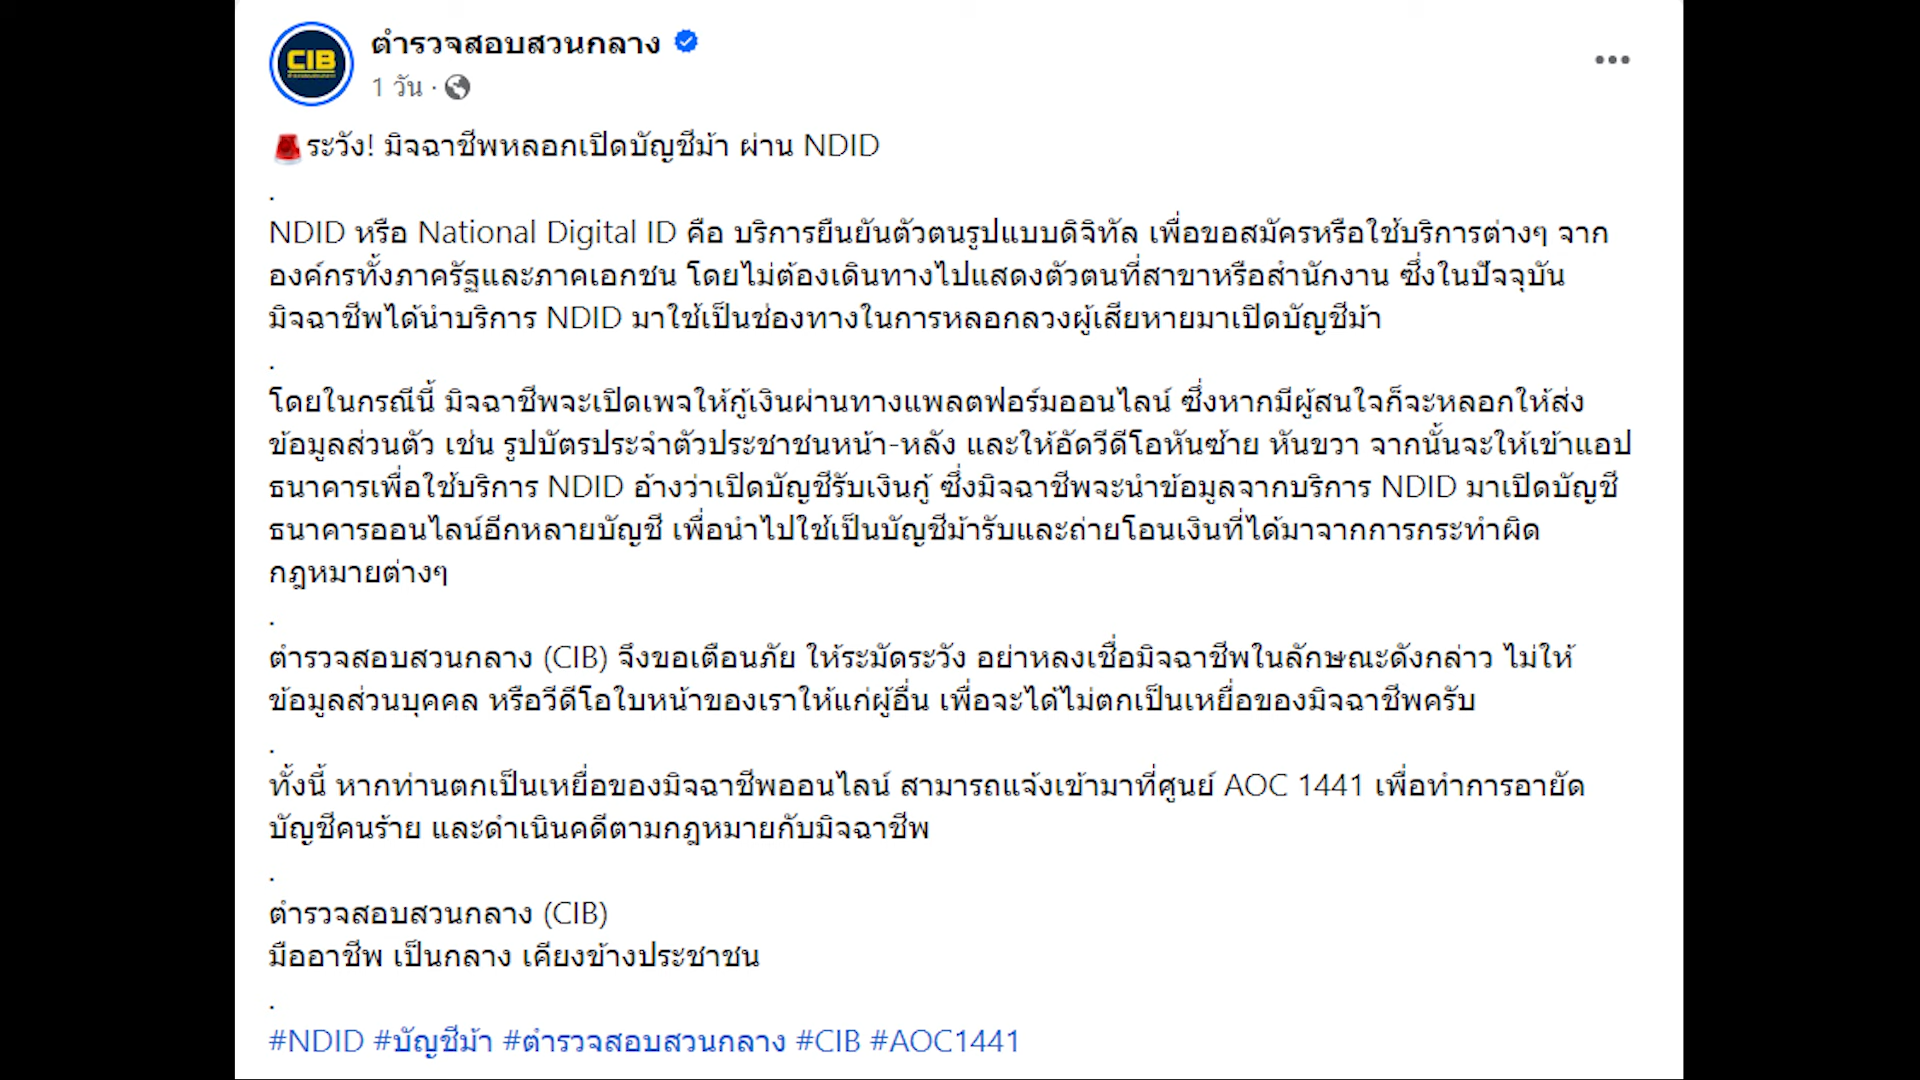 CIB
ตำรวจสอบสวนกลาง
1 วัน ·
ระวัง! มิจฉาชีพหลอกเปิดบัญชีม้า ผ่าน NDID
.
NDID หรือ National Digital ID คือ บริการยืนยันตัวตนรูปแบบดิจิทัล เพื่อขอสมัครหรือใช้บริการต่างๆ จาก
องค์กรทั้งภาครัฐและภาคเอกชน โดยไม่ต้องเดินทางไปแสดงตัวตนที่สาขาหรือสำนักงาน ซึ่งในปัจจุบัน
มิจฉาชีพได้นำบริการ NDID มาใช้เป็นช่องทางในการหลอกลวงผู้เสียหายมาเปิดบัญชีม้า
.
โดยในกรณีนี้ มิจฉาชีพจะเปิดเพจให้กู้เงินผ่านทางแพลตฟอร์มออนไลน์ ซึ่งหากมีผู้สนใจก็จะหลอกให้ส่ง
ข้อมูลส่วนตัว เช่น รูปบัตรประจำตัวประชาชนหน้า-หลัง และให้อัดวีดีโอหันซ้าย หันขวา จากนั้นจะให้เข้าแอป
ธนาคารเพื่อใช้บริการ NDID อ้างว่าเปิดบัญชีรับเงินกู้ ซึ่งมิจฉาชีพจะนำข้อมูลจากบริการ NDID มาเปิดบัญชี
ธนาคารออนไลน์อีกหลายบัญชี เพื่อนำไปใช้เป็นบัญชีม้ารับและถ่ายโอนเงินที่ได้มาจากการกระทำผิด
กฎหมายต่างๆ
.
ตำรวจสอบสวนกลาง (CIB) จึงขอเตือนภัย ให้ระมัดระวัง อย่าหลงเชื่อมิจฉาชีพในลักษณะดังกล่าว ไม่ให้
ข้อมูลส่วนบุคคล หรือวีดีโอใบหน้าของเราให้แก่ผู้อื่น เพื่อจะได้ไม่ตกเป็นเหยื่อของมิจฉาชีพครับ
.
ทั้งนี้ หากท่านตกเป็นเหยื่อของมิจฉาชีพออนไลน์ สามารถแจ้งเข้ามาที่ศูนย์ AOC 1441 เพื่อทำการอายัด
บัญชีคนร้าย และดำเนินคดีตามกฎหมายกับมิจฉาชีพ
.
ตำรวจสอบสวนกลาง (CIB)
มืออาชีพ เป็นกลาง เคียงข้างประชาชน
.
#NDID #บัญชีม้า #ตำรวจสอบสวนกลาง #CIB #AOC1441